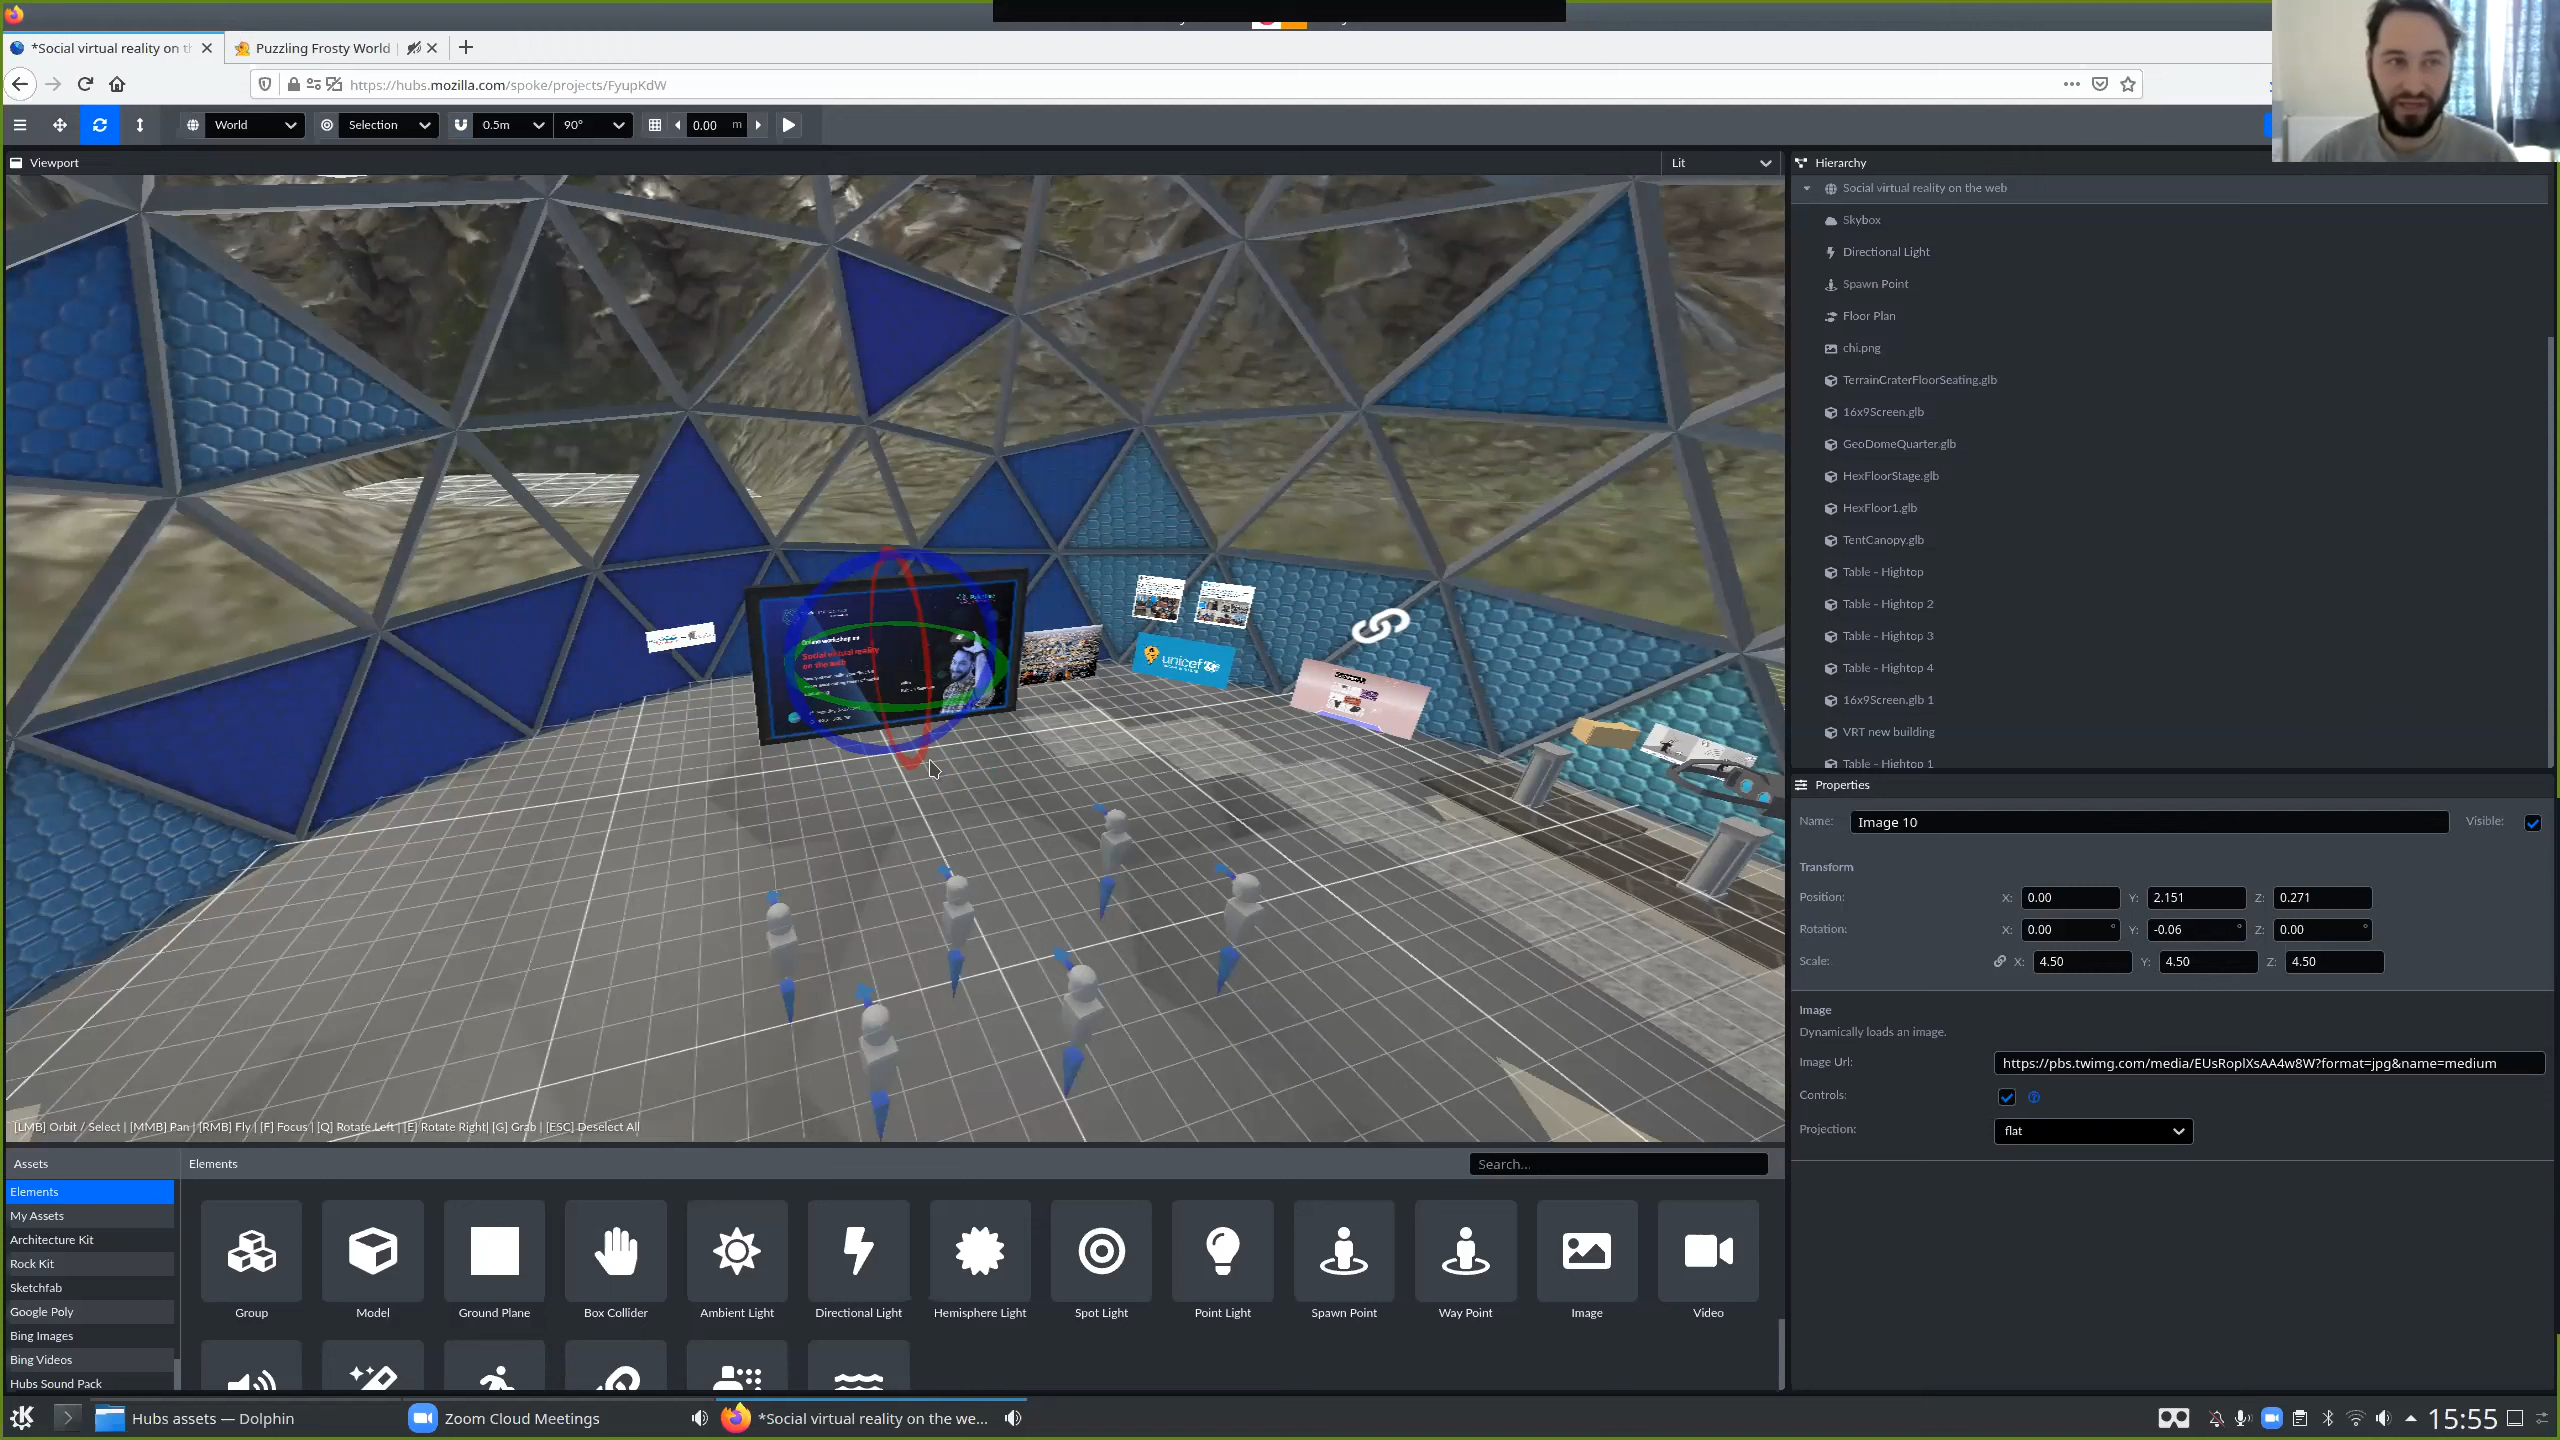 *Social virtual reality on t
Puzzling Frosty World
https://hubs.mozilla.com/spoke/projects/FyupKdW
World
Selection
0.5m
90°
0.00 m
Viewport
Lit
Hierarchy
Social virtual reality on the web
Skybox
Directional Light
Spawn Point
Floor Plan
chi.png
TerrainCraterFloorSeating.glb
16x9Screen.glb
GeoDomeQuarter.glb
HexFloorStage.glb
HexFloor1.glb
TentCanopy.glb
Table - Hightop
Table - Hightop 2
Table - Hightop 3
Table - Hightop 4
16x9Screen.glb 1
VRT new building
Table - Hightop 1
Online workshop on
Social virtual reality
on the web
unicef
[LMB] Orbit / Select | [MMB] Pan | [RMB] Fly | [F] Focus | [Q] Rotate Left | [E] Rotate Right| [G] Grab | [ESC] Deselect All
Properties
Name: Image 10 Visible:
Transform
Position: X: 0.00 Y: 2.151 Z: 0.271
Rotation: X: 0.00 ° Y: -0.06 ° Z: 0.00 °
Scale: X: 4.50 Y: 4.50 Z: 4.50
Image
Dynamically loads an image.
Image Url: https://pbs.twimg.com/media/EUsRoplXsAA4w8W?format=jpg&name=medium
Controls:
Projection: flat
Assets
Elements
Search...
Elements
My Assets
Architecture Kit
Rock Kit
Sketchfab
Google Poly
Bing Images
Bing Videos
Hubs Sound Pack
Group
Model
Ground Plane
Box Collider
Ambient Light
Directional Light
Hemisphere Light
Spot Light
Point Light
Spawn Point
Way Point
Image
Video
Hubs assets — Dolphin
Zoom Cloud Meetings
*Social virtual reality on the we...
15:55